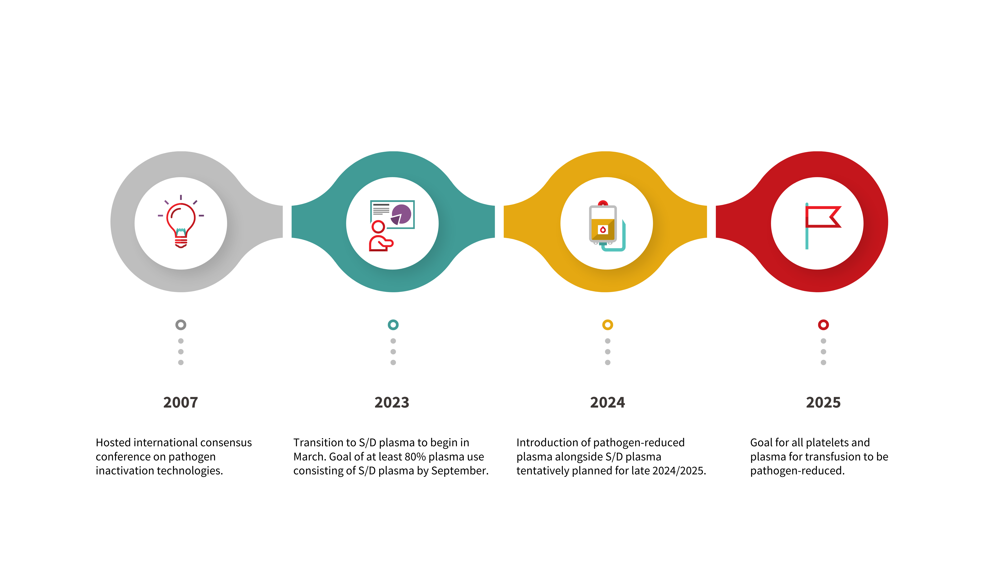 2007
Hosted international consensus
conference on pathogen
inactivation technologies.
2023
Transition to S/D plasma to begin in
March. Goal of at least 80% plasma use
consisting of S/D plasma by September.
2024
Introduction of pathogen-reduced
plasma alongside S/D plasma
tentatively planned for late 2024/2025.
2025
Goal for all platelets and
plasma for transfusion to be
pathogen-reduced.